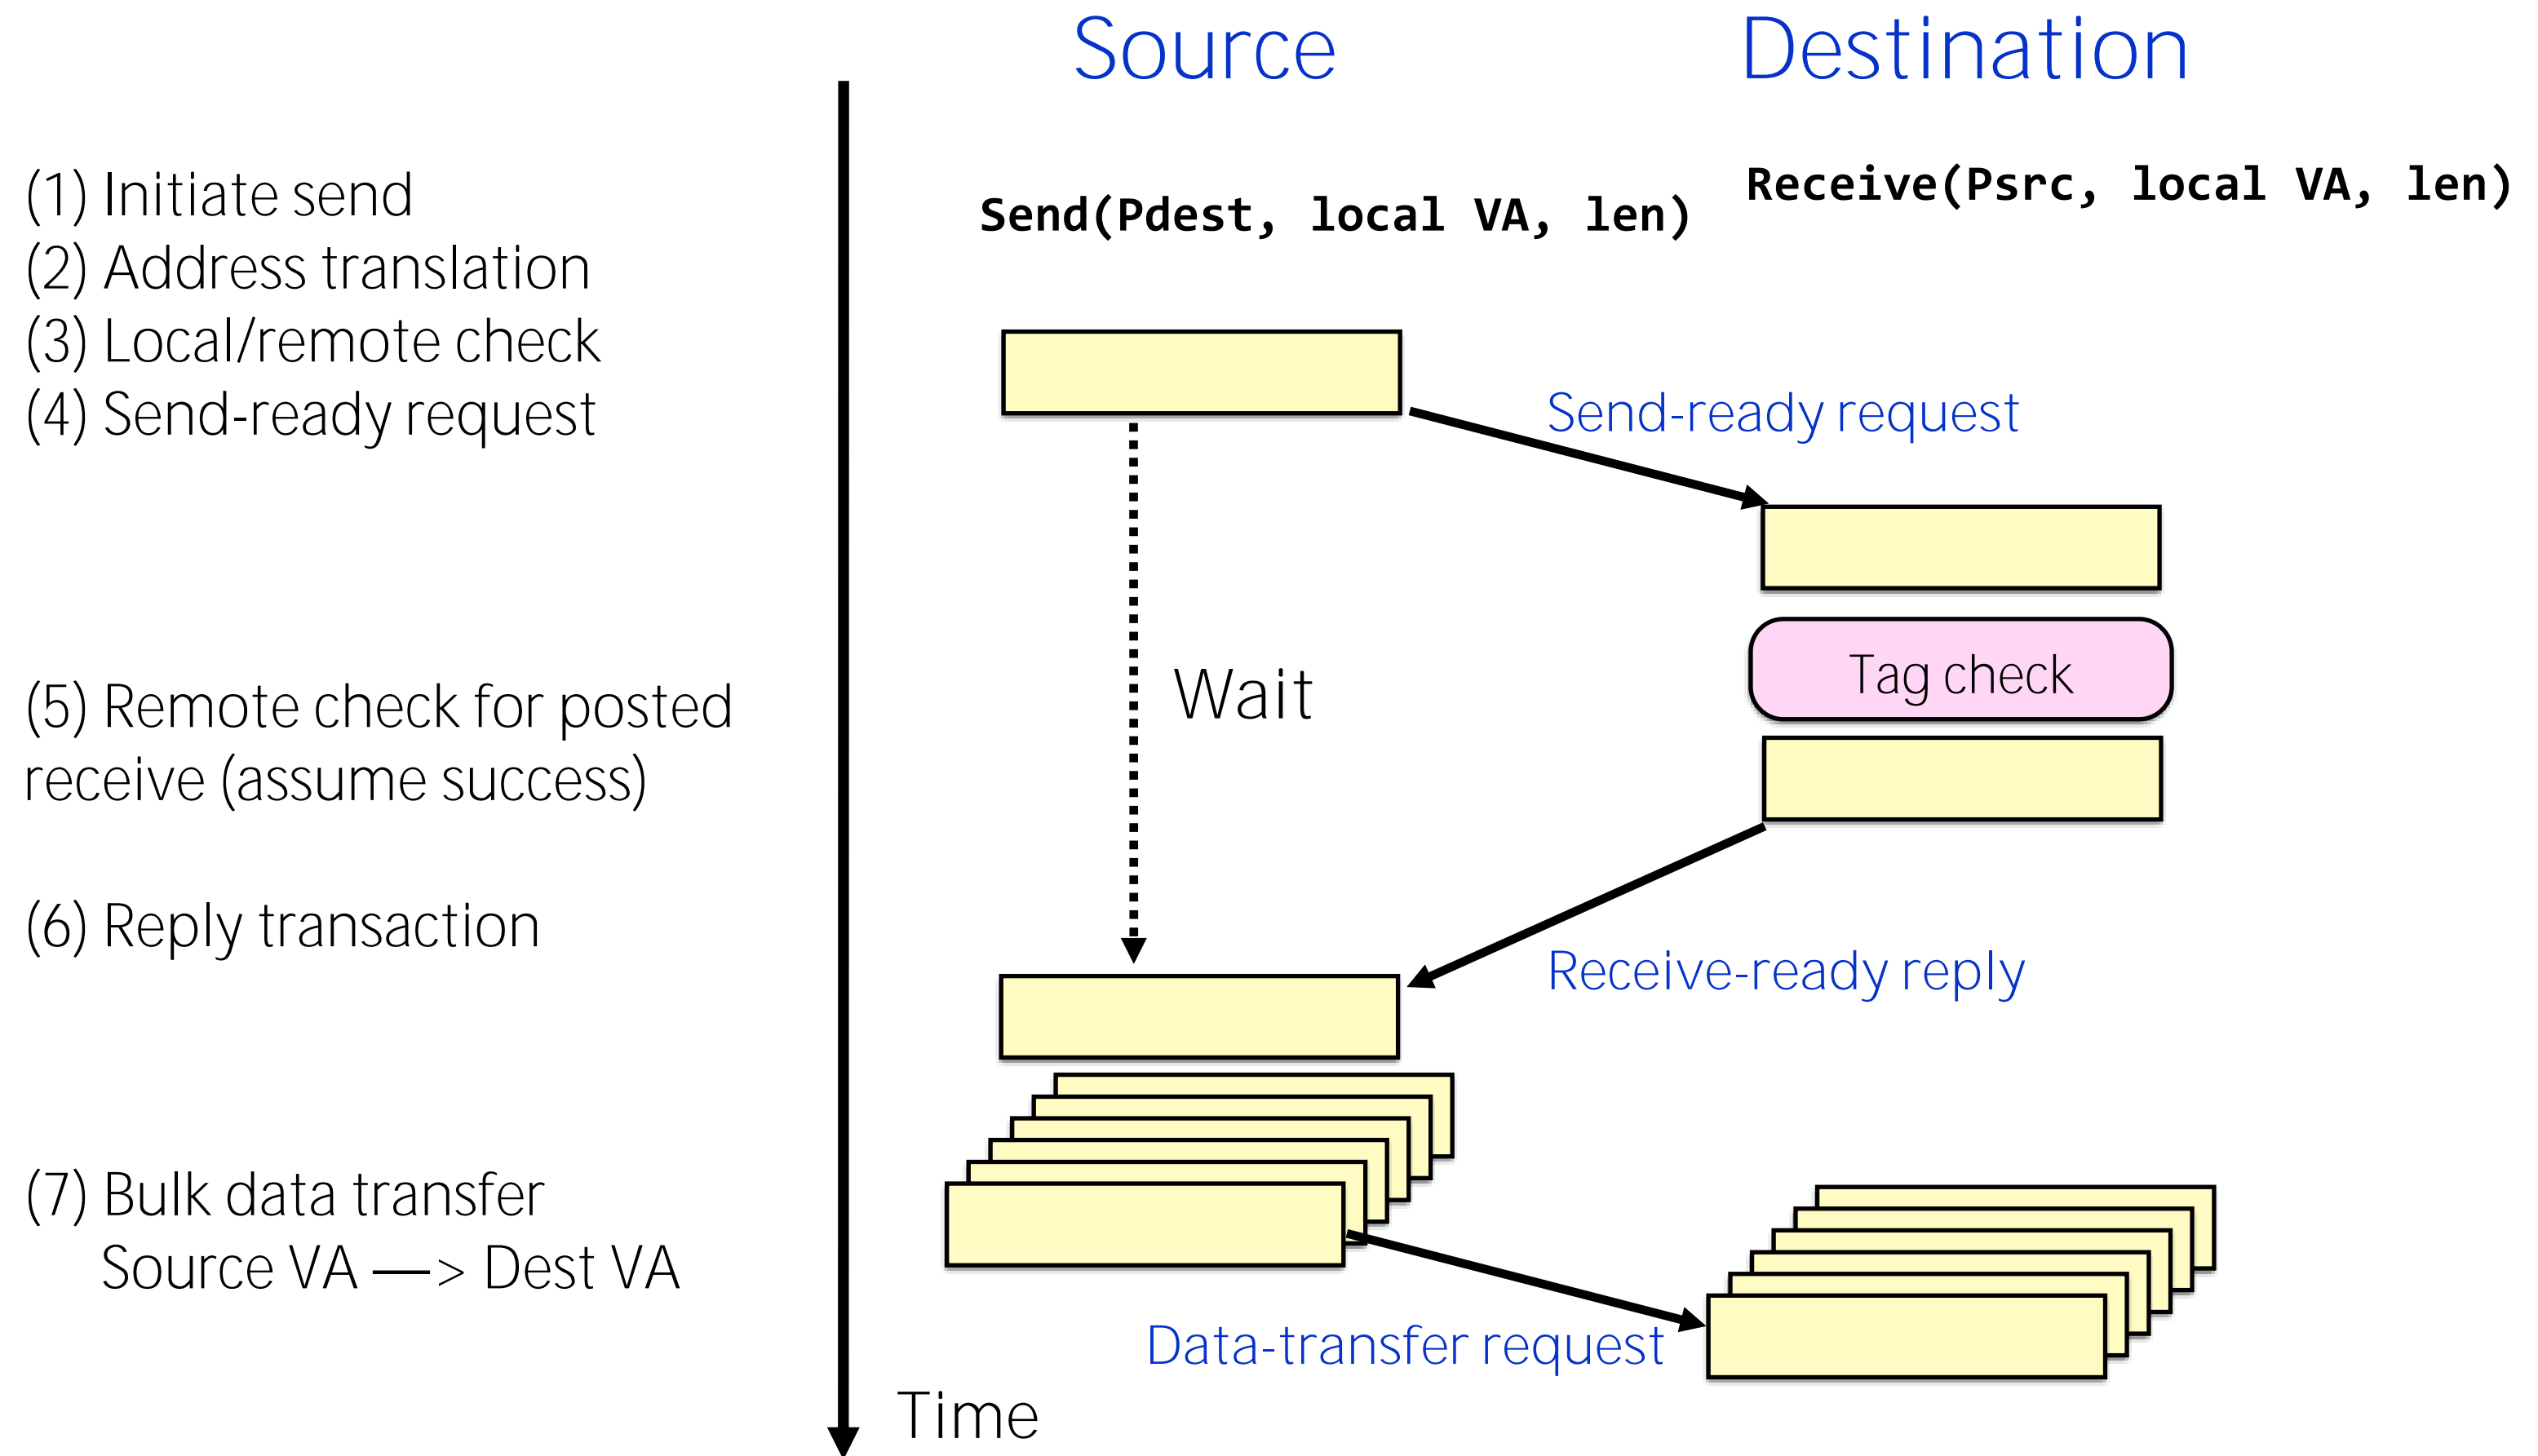 Source
Destination
(1) Initiate send
(2) Address translation
(3) Local/remote check
(4) Send-ready request
(5) Remote check for posted
receive (assume success)
(6) Reply transaction
(7) Bulk data transfer
Source VA —> Dest VA
Send(Pdest, local VA, len)
Receive(Psrc, local VA, len)
Send-ready request
Tag check
Wait
Receive-ready reply
Data-transfer request
Time